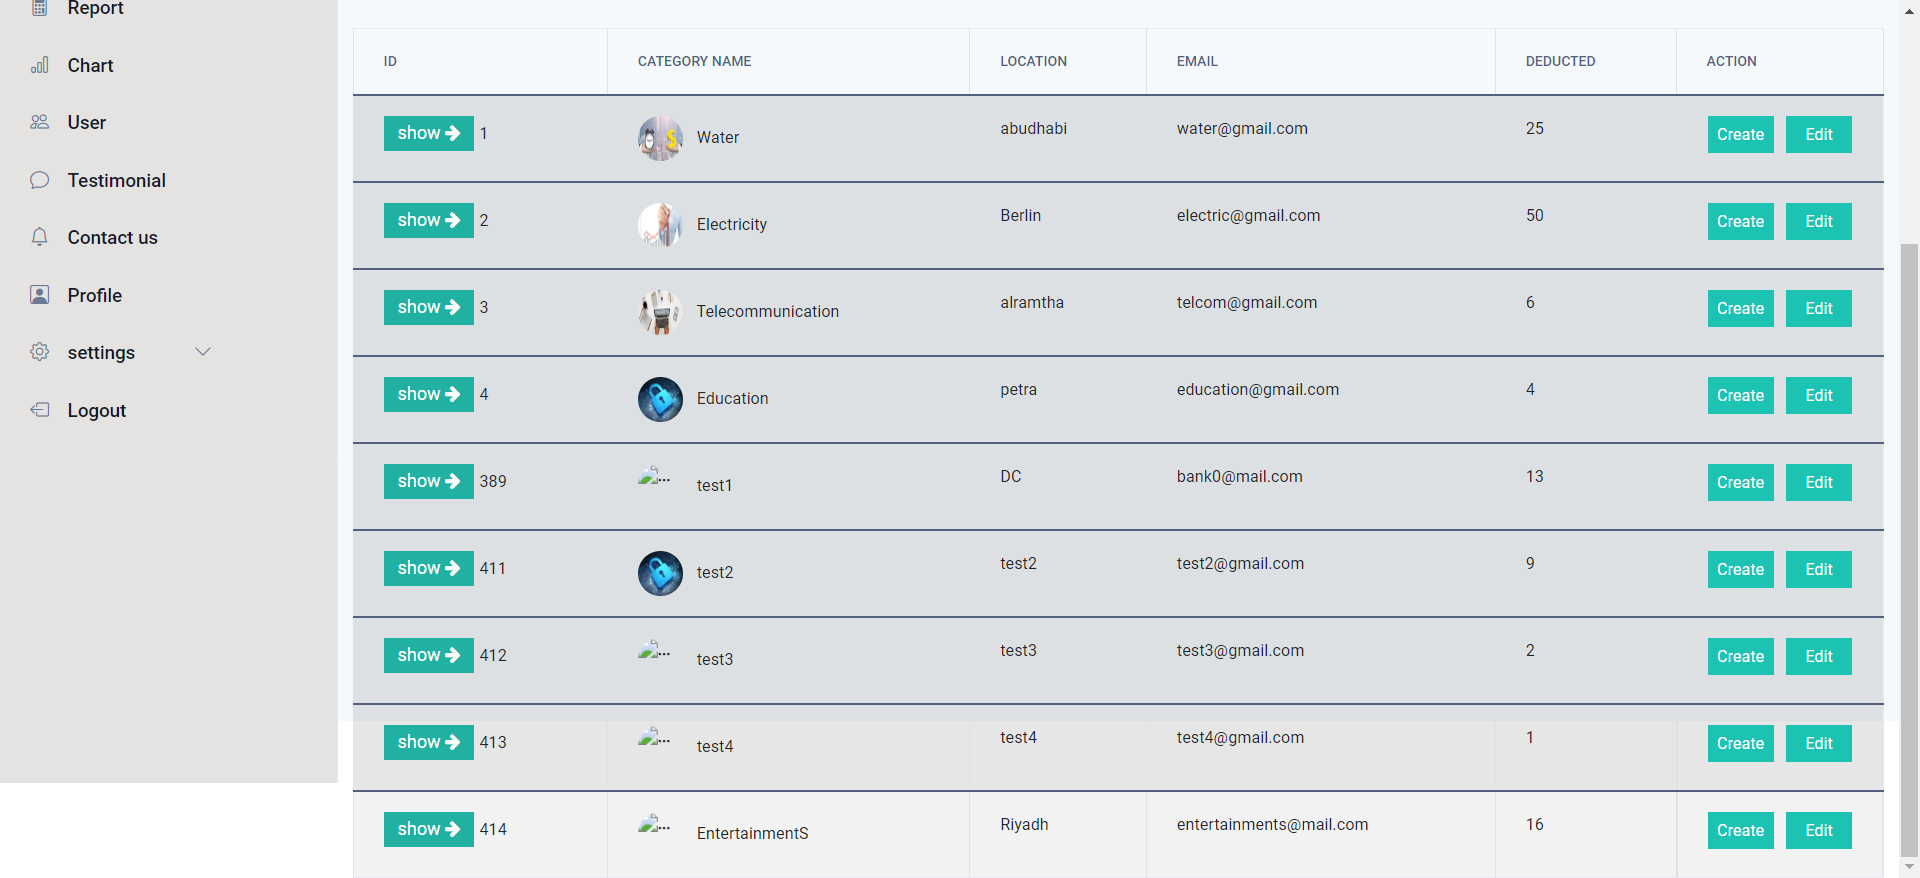 Report
Chart
User
Testimonial
Contact us
Profile
settings
Logout
ID CATEGORY NAME LOCATION EMAIL DEDUCTED ACTION
show 1 Water abudhabi water@gmail.com 25 Create Edit
show 2 Electricity Berlin electric@gmail.com 50 Create Edit
show 3 Telecommunication alramtha telcom@gmail.com 6 Create Edit
show 4 Education petra education@gmail.com 4 Create Edit
show 389 ... test1 DC bank0@mail.com 13 Create Edit
show 411 test2 test2 test2@gmail.com 9 Create Edit
show 412 ... test3 test3 test3@gmail.com 2 Create Edit
show 413 ... test4 test4 test4@gmail.com 1 Create Edit
show 414 ... EntertainmentS Riyadh entertainments@mail.com 16 Create Edit